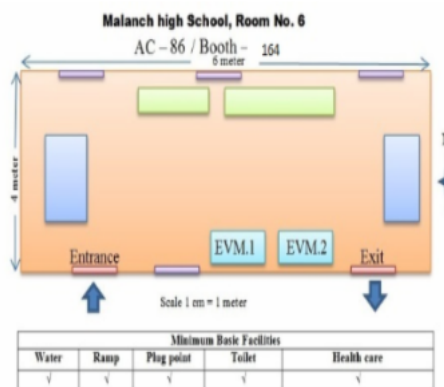 Malanch high School, Room No. 6
AC – 86 / Booth – 164
6 meter
4 meter
EVM.1 EVM.2
Entrance Exit
Scale 1 cm = 1 meter
Minimum Basic Facilities
Water Ramp Plug point Toilet Health care
√ √ √ √ √